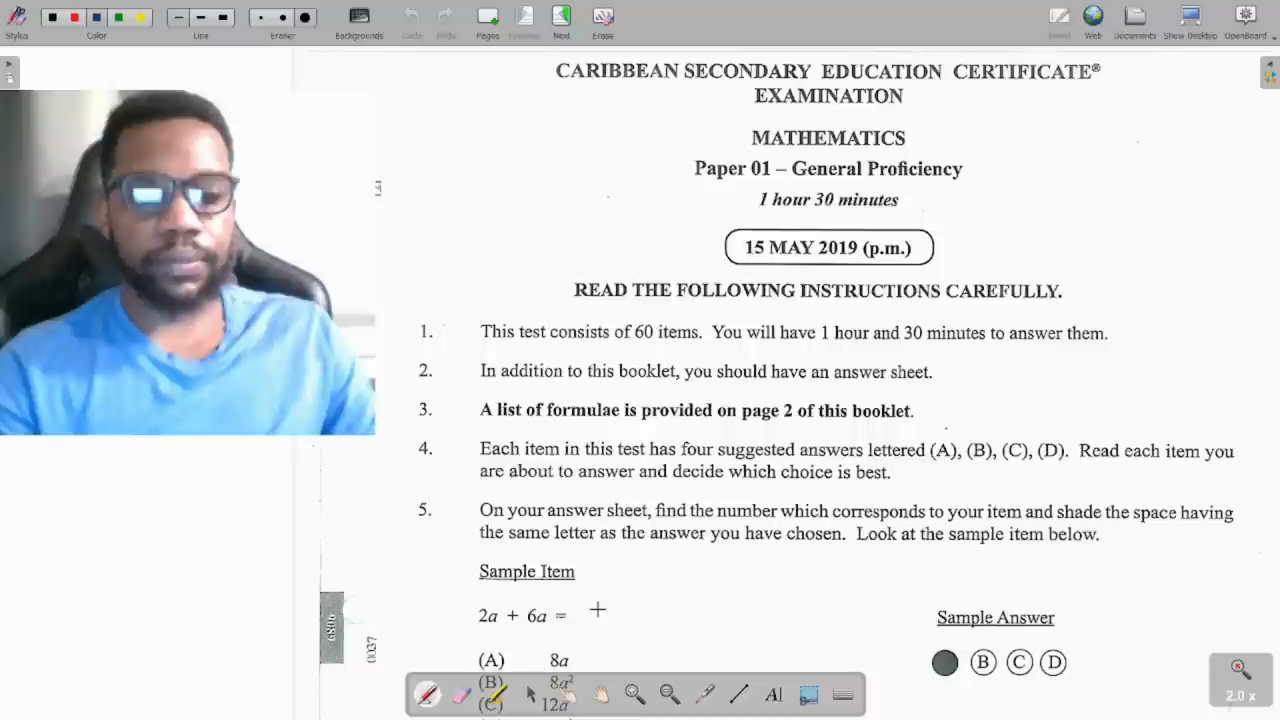 Stylus
Color
Line
Eraser
Backgrounds
Undo
Redo
Pages
Previous
Next
Erase
Board
Web
Documents
Show Desktop
OpenBoard
CARIBBEAN SECONDARY EDUCATION CERTIFICATE®
EXAMINATION
MATHEMATICS
Paper 01 – General Proficiency
1 hour 30 minutes
15 MAY 2019 (p.m.)
READ THE FOLLOWING INSTRUCTIONS CAREFULLY.
1. This test consists of 60 items. You will have 1 hour and 30 minutes to answer them.
2. In addition to this booklet, you should have an answer sheet.
3. A list of formulae is provided on page 2 of this booklet.
4. Each item in this test has four suggested answers lettered (A), (B), (C), (D). Read each item you
are about to answer and decide which choice is best.
5. On your answer sheet, find the number which corresponds to your item and shade the space having
the same letter as the answer you have chosen. Look at the sample item below.
Sample Item
2a + 6a =
Sample Answer
(A) 8a
B C D
(B) 8a²
(C) 12a
0037
2.0 x